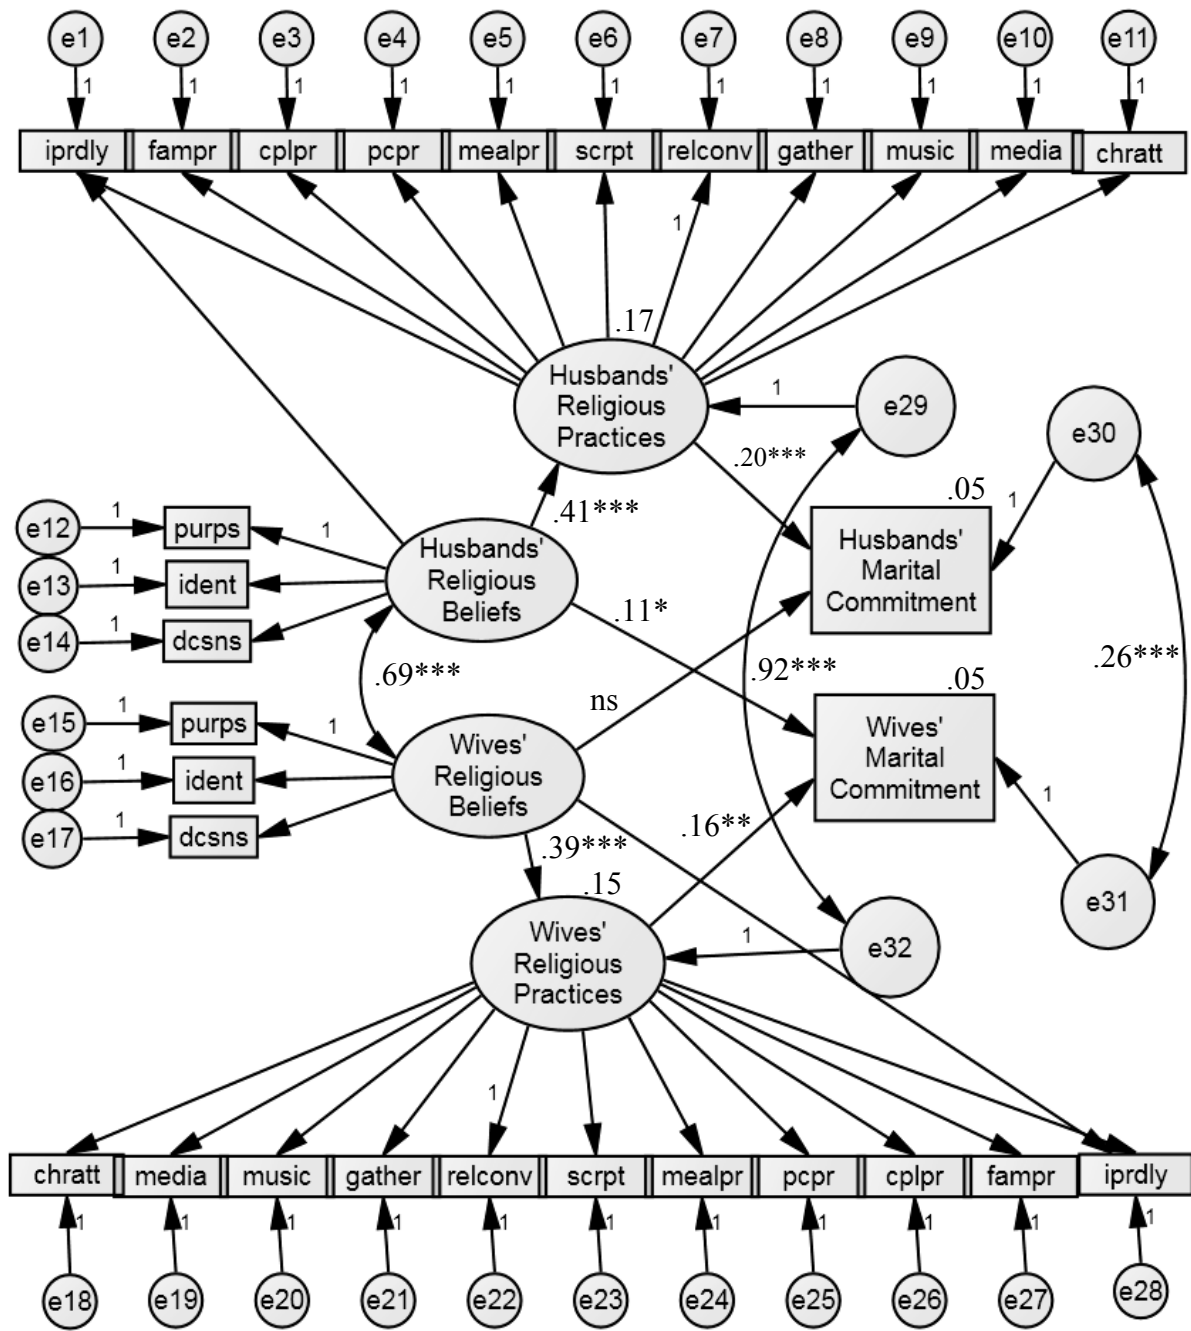 e1 e2 e3 e4 e5 e6 e7 e8 e9 e10 e11
1 1 1 1 1 1 1 1 1 1 1
iprdly fampr cplpr pcpr mealpr scrpt relconv gather music media chratt
1
.17
Husbands'
Religious
Practices
1
e29
e30
.20***
.05
1
.41***
e12
1
purps
1
e13
1
ident
e14
1
dcsns
Husbands'
Religious
Beliefs
Husbands'
Marital
Commitment
.11*
.69***
ns
.92***
.26***
.05
e15
1
purps
1
e16
1
ident
e17
1
dcsns
Wives'
Religious
Beliefs
Wives'
Marital
Commitment
1
.16**
.39***
.15
e31
Wives'
Religious
Practices
1
e32
1
chratt media music gather relconv scrpt mealpr pcpr cplpr fampr iprdly
1 1 1 1 1 1 1 1 1 1 1
e18 e19 e20 e21 e22 e23 e24 e25 e26 e27 e28